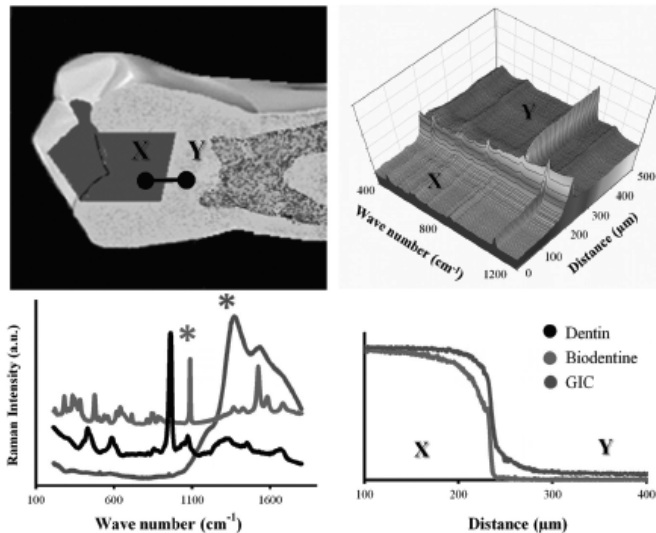 X Y
Y
X
400
800
1200
Wave number (cm-1)
0
100
200
300
400
500
Distance (μm)
* *
Raman Intensity (a.u.)
100 600 1100 1600
Wave number (cm-1)
Dentin
Biodentine
GIC
X Y
100 200 300 400
Distance (μm)